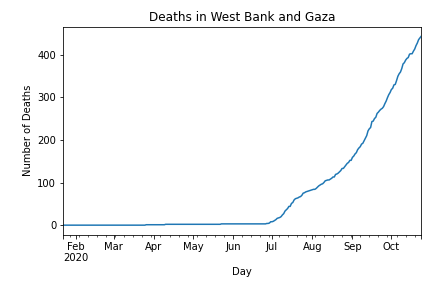 Deaths in West Bank and Gaza
Number of Deaths
400
300
200
100
0
Feb Mar Apr May Jun Jul Aug Sep Oct
2020
Day